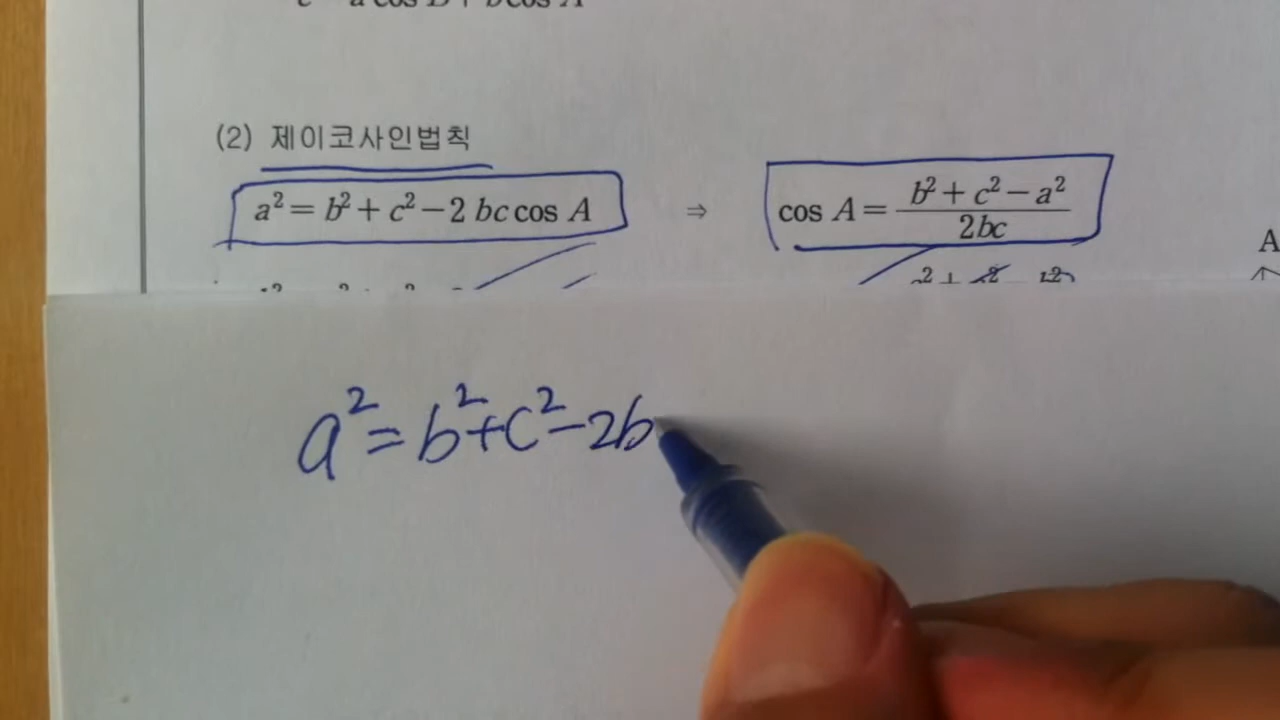 (2) 제이코사인법칙
a² = b² + c² − 2 bc cos A ⇒ cos A = (b² + c² − a²) / 2bc
A
a² = b² + c² − 2b